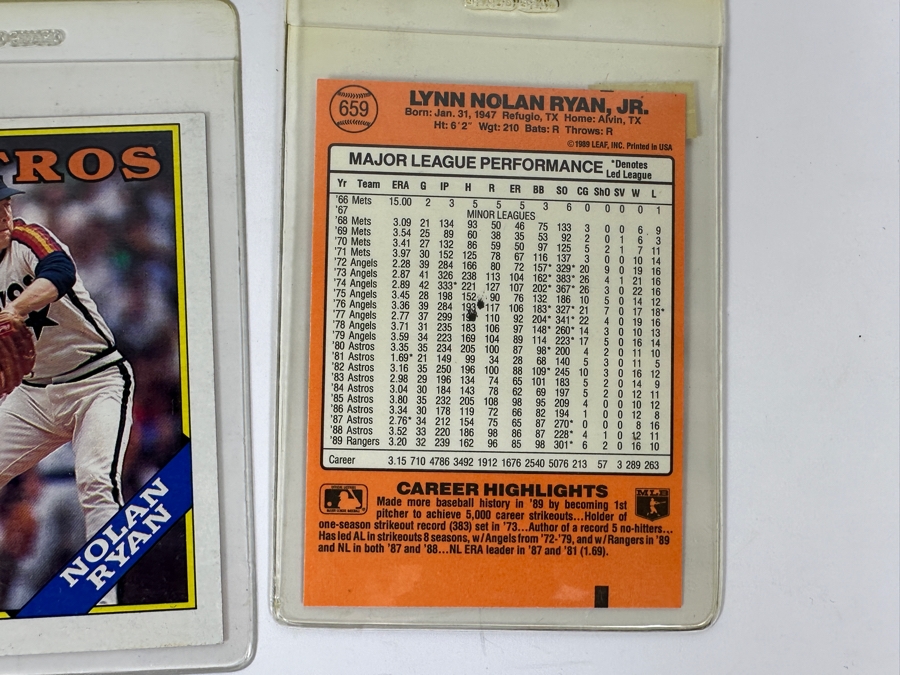 TROS
NOLAN
RYAN
659
LYNN NOLAN RYAN, JR.
Born: Jan. 31, 1947 Refugio, TX Home: Alvin, TX
Ht: 6'2" Wgt: 210 Bats: R Throws: R
©1989 LEAF, INC. Printed in USA
MAJOR LEAGUE PERFORMANCE *Denotes Led League
Yr Team ERA G IP H R ER BB SO CG ShO SV W L
'66 Mets 15.00 2 3 5 5 5 3 6 0 0 0 0 1
'67 MINOR LEAGUES
'68 Mets 3.09 21 134 93 50 46 75 133 3 0 0 6 9
'69 Mets 3.54 25 89 60 38 35 53 92 2 0 1 6 3
'70 Mets 3.41 27 132 86 59 50 97 125 5 2 1 7 11
'71 Mets 3.97 30 152 125 78 67 116 137 3 0 0 10 14
'72 Angels 2.28 39 284 166 80 72 157* 329* 20 9 0 19 16
'73 Angels 2.87 41 326 238 113 104 162* 383* 26 4 1 21 16
'74 Angels 2.89 42 333* 221 127 107 202* 367* 26 3 0 22 16
'75 Angels 3.45 28 198 152 90 76 132 186 10 5 0 14 12
'76 Angels 3.36 39 284 193 117 106 183* 327* 21 7 0 17 18*
'77 Angels 2.77 37 299 110 92 204* 341* 22 4 0 19 16
'78 Angels 3.71 31 235 183 106 97 148* 260* 14 3 0 10 13
'79 Angels 3.59 34 223 169 104 89 114 223* 17 5 0 16 14
'80 Astros 3.35 35 234 205 100 87 98* 200 4 2 0 11 10
'81 Astros 1.69* 21 149 99 34 28 68 140 5 3 0 11 5
'82 Astros 3.16 35 250 196 100 88 109* 245 10 3 0 16 12
'83 Astros 2.98 29 196 134 74 65 101 183 5 2 0 14 9
'84 Astros 3.04 30 184 143 78 62 69 197 5 2 0 12 11
'85 Astros 3.80 35 232 205 108 98 95 209 4 0 0 10 12
'86 Astros 3.34 30 178 119 72 66 82 194 1 0 0 12 8
'87 Astros 2.76* 34 212 154 75 65 87 270* 0 0 0 8 16
'88 Astros 3.52 33 220 186 98 86 87 228* 4 1 0 12 11
'89 Rangers 3.20 32 239 162 96 85 98 301* 6 2 0 16 10
Career 3.15 710 4786 3492 1912 1676 2540 5076 213 57 3 289 263
CAREER HIGHLIGHTS
MLB
Made more baseball history in '89 by becoming 1st
pitcher to achieve 5,000 career strikeouts...Holder of
one-season strikeout record (383) set in '73...Author of a record 5 no-hitters...
Has led AL in strikeouts 8 seasons, w/Angels from '72-'79, and w/Rangers in '89
and NL in both '87 and '88...NL ERA leader in '87 and '81 (1.69).